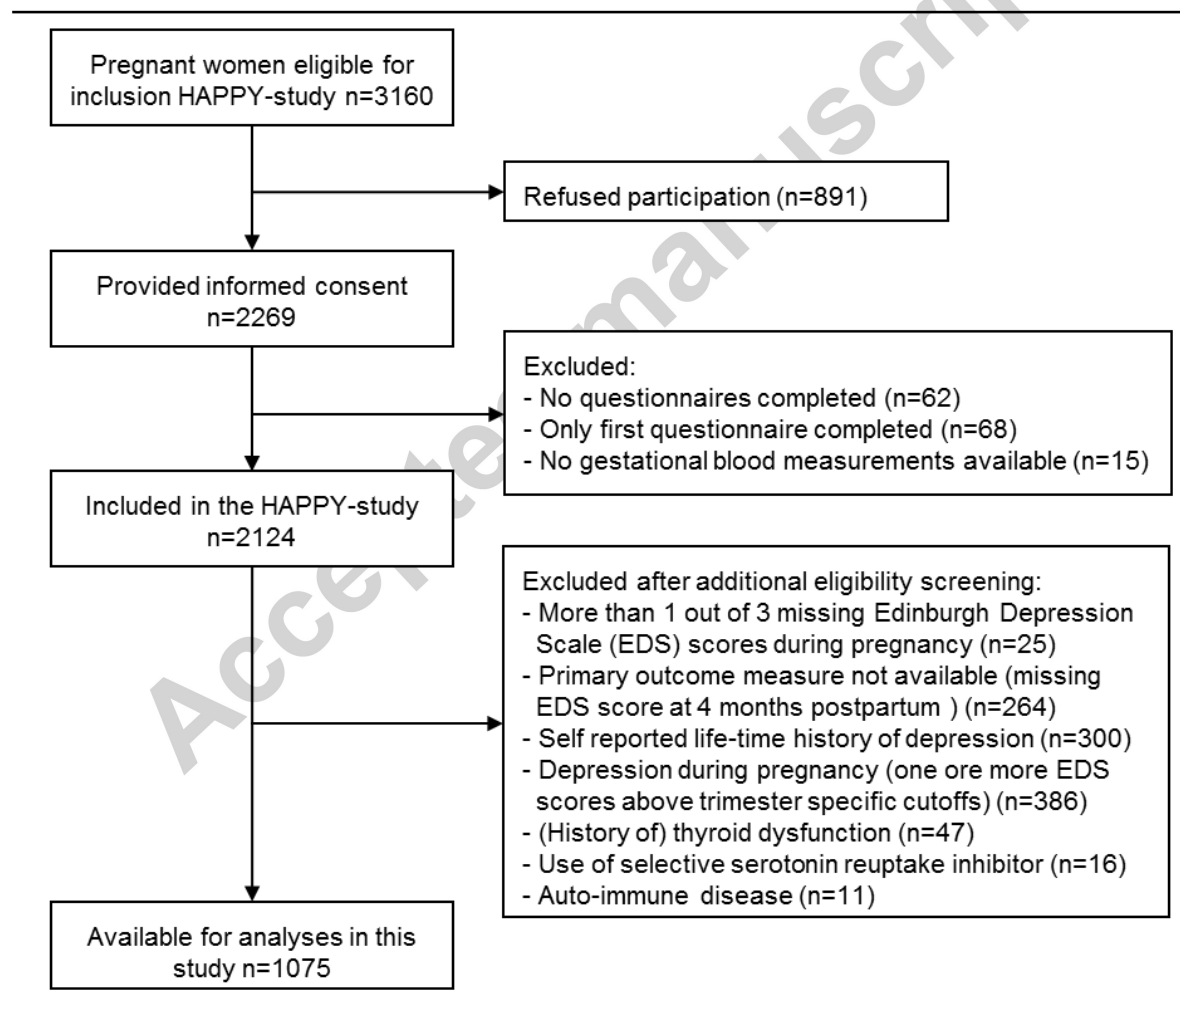 Pregnant women eligible for
inclusion HAPPY-study n=3160
Refused participation (n=891)
Provided informed consent
n=2269
Excluded:
- No questionnaires completed (n=62)
- Only first questionnaire completed (n=68)
- No gestational blood measurements available (n=15)
Included in the HAPPY-study
n=2124
Excluded after additional eligibility screening:
- More than 1 out of 3 missing Edinburgh Depression
Scale (EDS) scores during pregnancy (n=25)
- Primary outcome measure not available (missing
EDS score at 4 months postpartum ) (n=264)
- Self reported life-time history of depression (n=300)
- Depression during pregnancy (one ore more EDS
scores above trimester specific cutoffs) (n=386)
- (History of) thyroid dysfunction (n=47)
- Use of selective serotonin reuptake inhibitor (n=16)
- Auto-immune disease (n=11)
Available for analyses in this
study n=1075